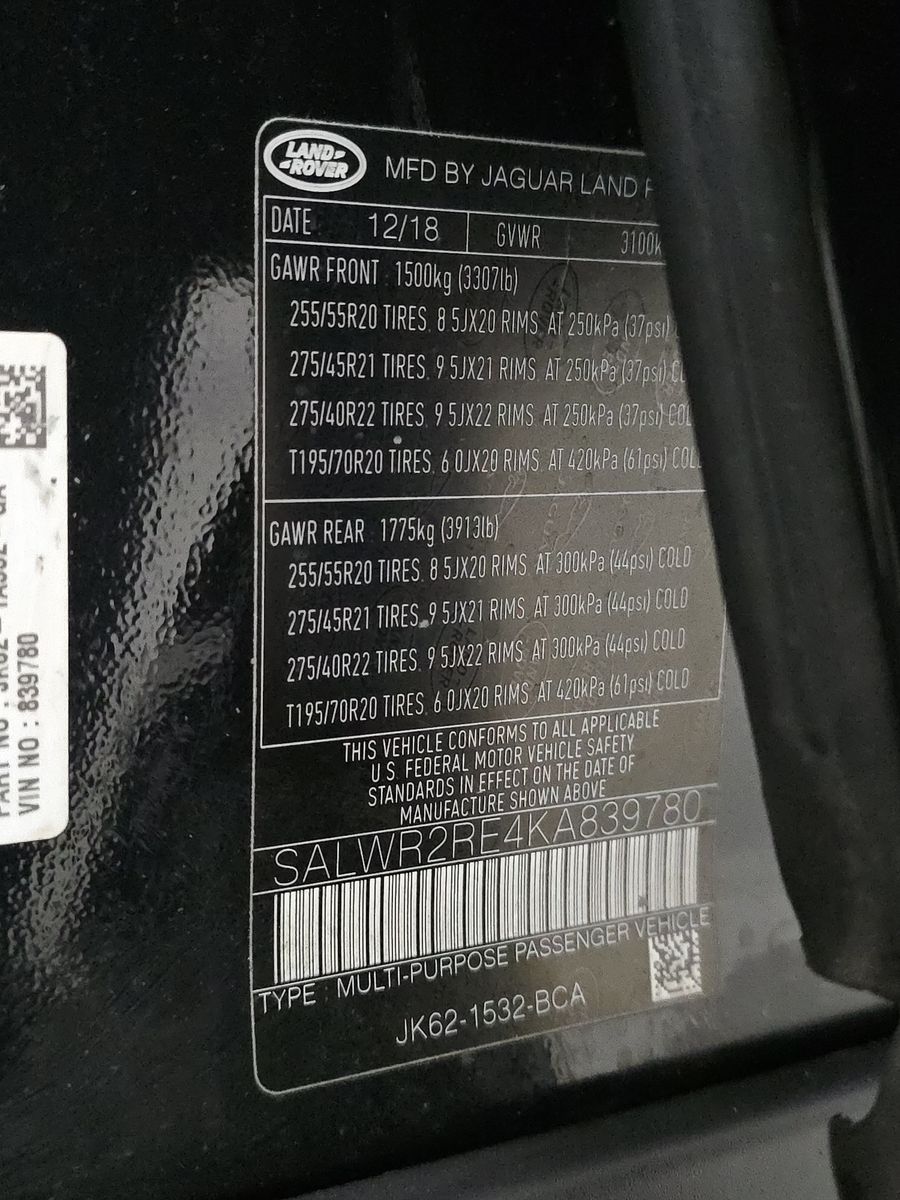 LAND-
-ROVER
MFD BY JAGUAR LAND
DATE 12/18 GVWR 3100k
GAWR FRONT 1500kg (3307lb)
255/55R20 TIRES, 8 5JX20 RIMS, AT 250kPa (37psi)
275/45R21 TIRES, 9 5JX21 RIMS, AT 250kPa (37psi) CO
275/40R22 TIRES, 9 5JX22 RIMS, AT 250kPa (37psi) COL
T195/70R20 TIRES, 6 0JX20 RIMS, AT 420kPa (61psi) COL
GAWR REAR 1775kg (3913lb)
255/55R20 TIRES, 8 5JX20 RIMS, AT 300kPa (44psi) COLD
275/45R21 TIRES, 9 5JX21 RIMS, AT 300kPa (44psi) COLD
275/40R22 TIRES, 9 5JX22 RIMS, AT 300kPa (44psi) COLD
T195/70R20 TIRES, 6 0JX20 RIMS, AT 420kPa (61psi) COLD
THIS VEHICLE CONFORMS TO ALL APPLICABLE
U.S. FEDERAL MOTOR VEHICLE SAFETY
STANDARDS IN EFFECT ON THE DATE OF
MANUFACTURE SHOWN ABOVE
SALWR2RE4KA839780
TYPE : MULTI-PURPOSE PASSENGER VEHICLE
JK62-1532-BCA
VIN NO : 839780